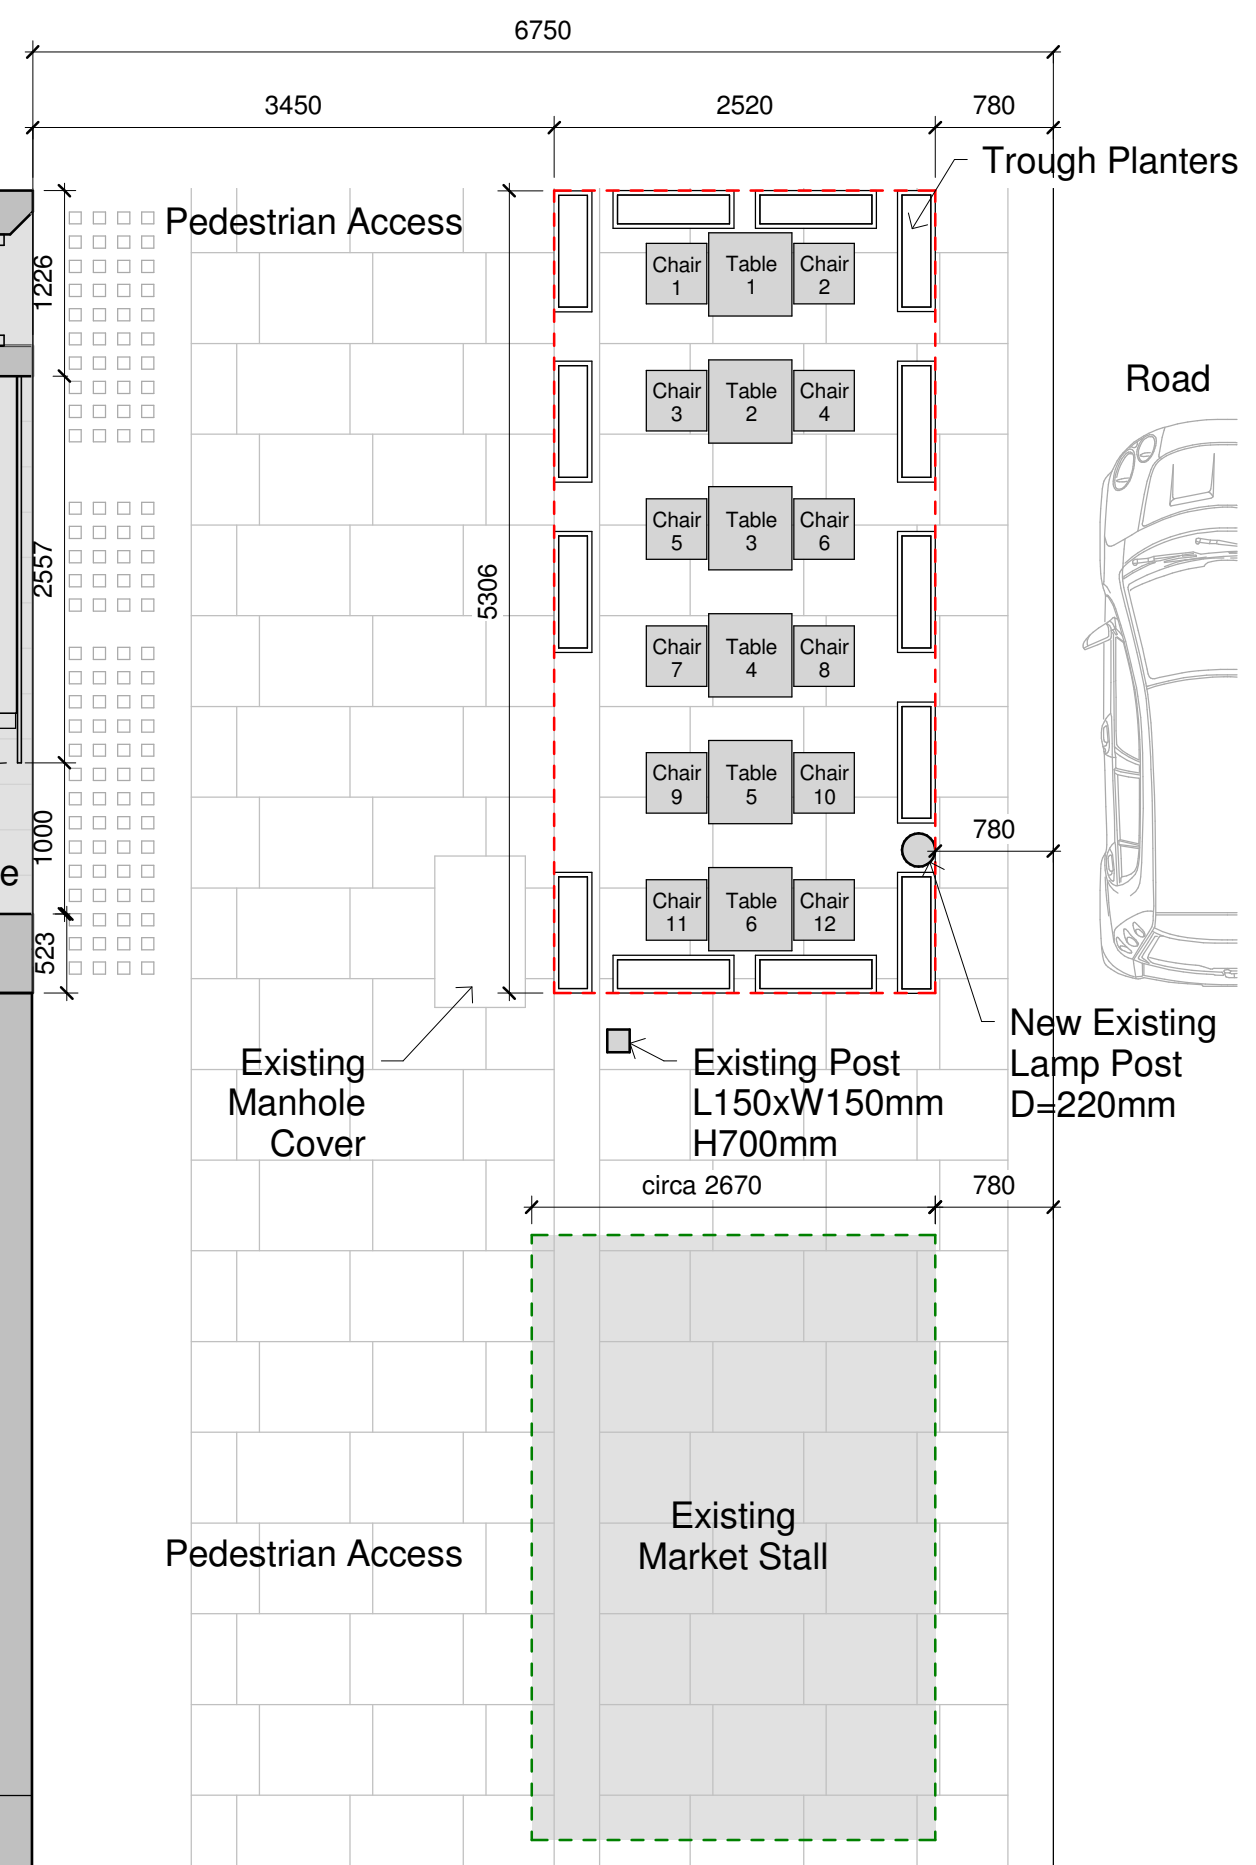 6750
3450
2520
780
Trough Planters
Pedestrian Access
1226
Chair
1
Table
1
Chair
2
Road
Chair
3
Table
2
Chair
4
2557
5306
Chair
5
Table
3
Chair
6
Chair
7
Table
4
Chair
8
Chair
9
Table
5
Chair
10
1000
780
e
Chair
11
Table
6
Chair
12
523
New Existing
Lamp Post
D=220mm
Existing
Manhole
Cover
Existing Post
L150xW150mm
H700mm
circa 2670
780
Existing
Market Stall
Pedestrian Access